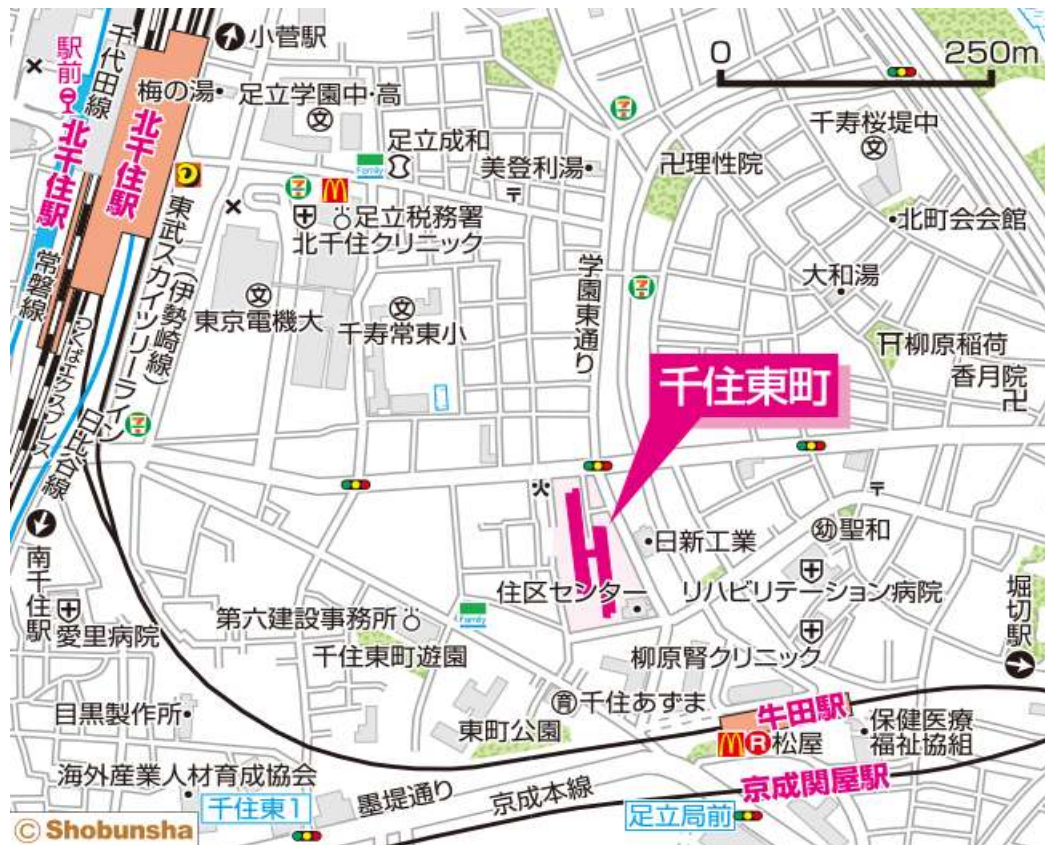 小菅駅
0
250m
千代田線
駅前
北千住駅
北千住駅
梅の湯
足立学園中・高
文
足立成和
美登利湯
卍理性院
千寿桜堤中
文
北町会会館
東武スカイツリーライン
(伊勢崎線)
足立税務署
北千住クリニック
Family
学園東通り
大和湯
常磐線
つくばエクスプレス
日比谷線
文
東京電機大
文
千寿常東小
柳原稲荷
香月院
卍
千住東町
南千住駅
愛里病院
日新工業
幼聖和
住区センター
リハビリテーション病院
堀切駅
第六建設事務所
Family
千住東町遊園
柳原腎クリニック
目黒製作所
育千住あずま
東町公園
牛田駅
R松屋
保健医療
福祉協組
海外産業人材育成協会
千住東1
墨堤通り
京成本線
京成関屋駅
足立局前
© Shobunsha